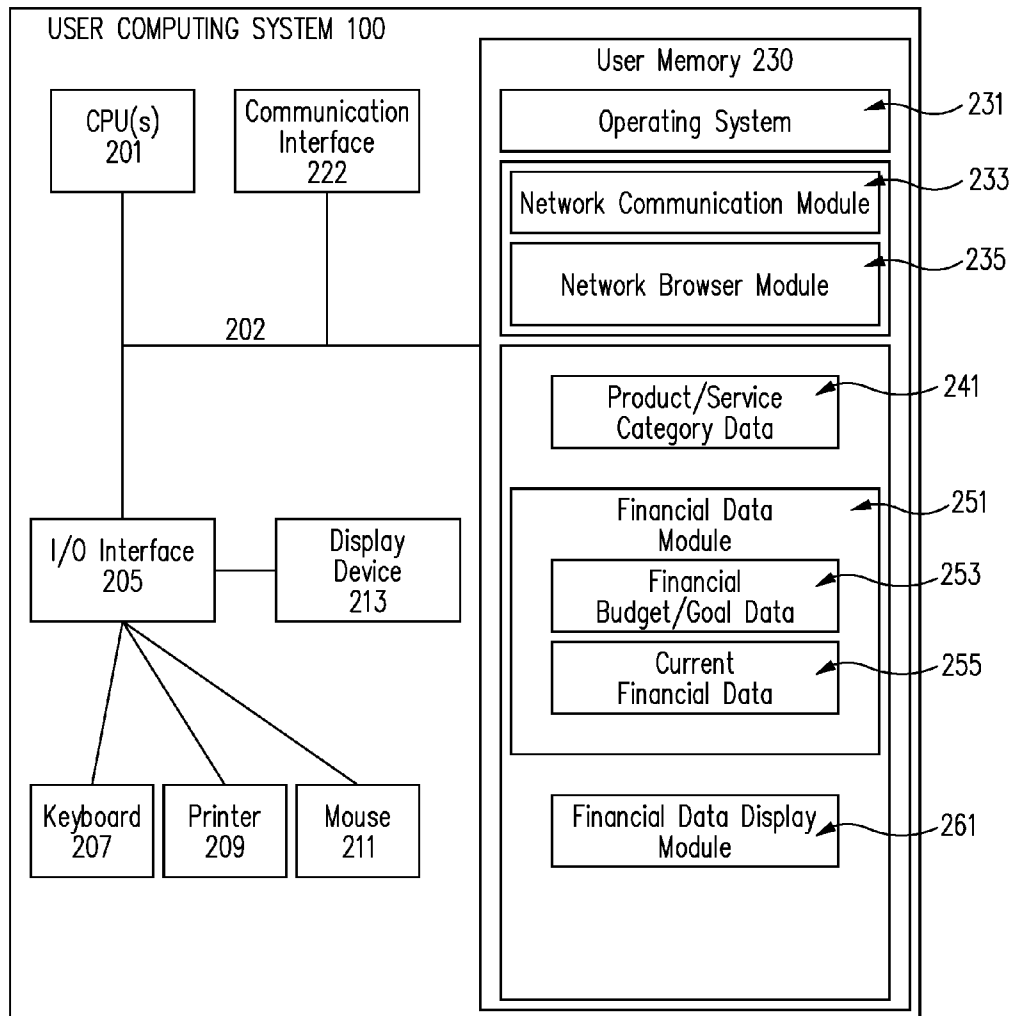 USER COMPUTING SYSTEM 100
CPU(s)
201
Communication
Interface
222
202
I/O Interface
205
Display
Device
213
Keyboard
207
Printer
209
Mouse
211
User Memory 230
Operating System
231
Network Communication Module
233
Network Browser Module
235
Product/Service
Category Data
241
Financial Data
Module
251
Financial
Budget/Goal Data
253
Current
Financial Data
255
Financial Data Display
Module
261